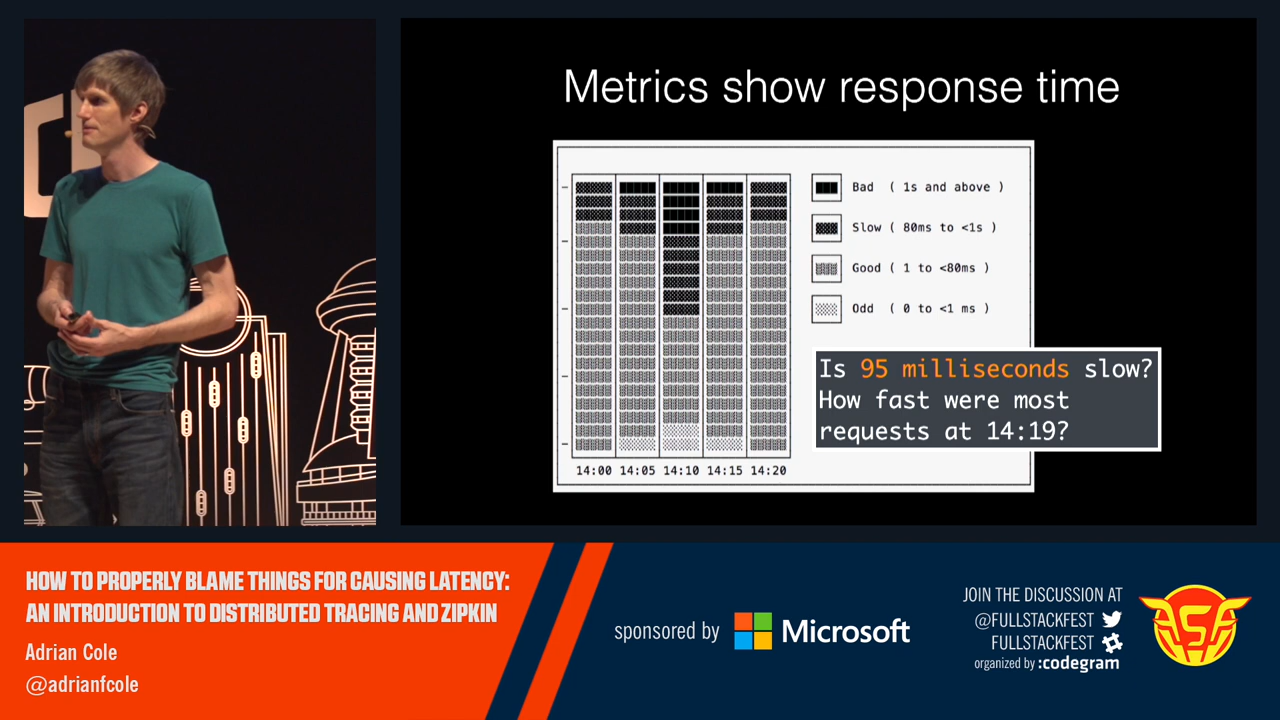 Metrics show response time
Bad ( 1s and above )
Slow ( 80ms to <1s )
Good ( 1 to <80ms )
Odd ( 0 to <1 ms )
14:00 14:05 14:10 14:15 14:20
Is 95 milliseconds slow?
How fast were most
requests at 14:19?
HOW TO PROPERLY BLAME THINGS FOR CAUSING LATENCY:
AN INTRODUCTION TO DISTRIBUTED TRACING AND ZIPKIN
Adrian Cole
@adrianfcole
sponsored by Microsoft
JOIN THE DISCUSSION AT
@FULLSTACKFEST
FULLSTACKFEST
organized by :codegram
FSF